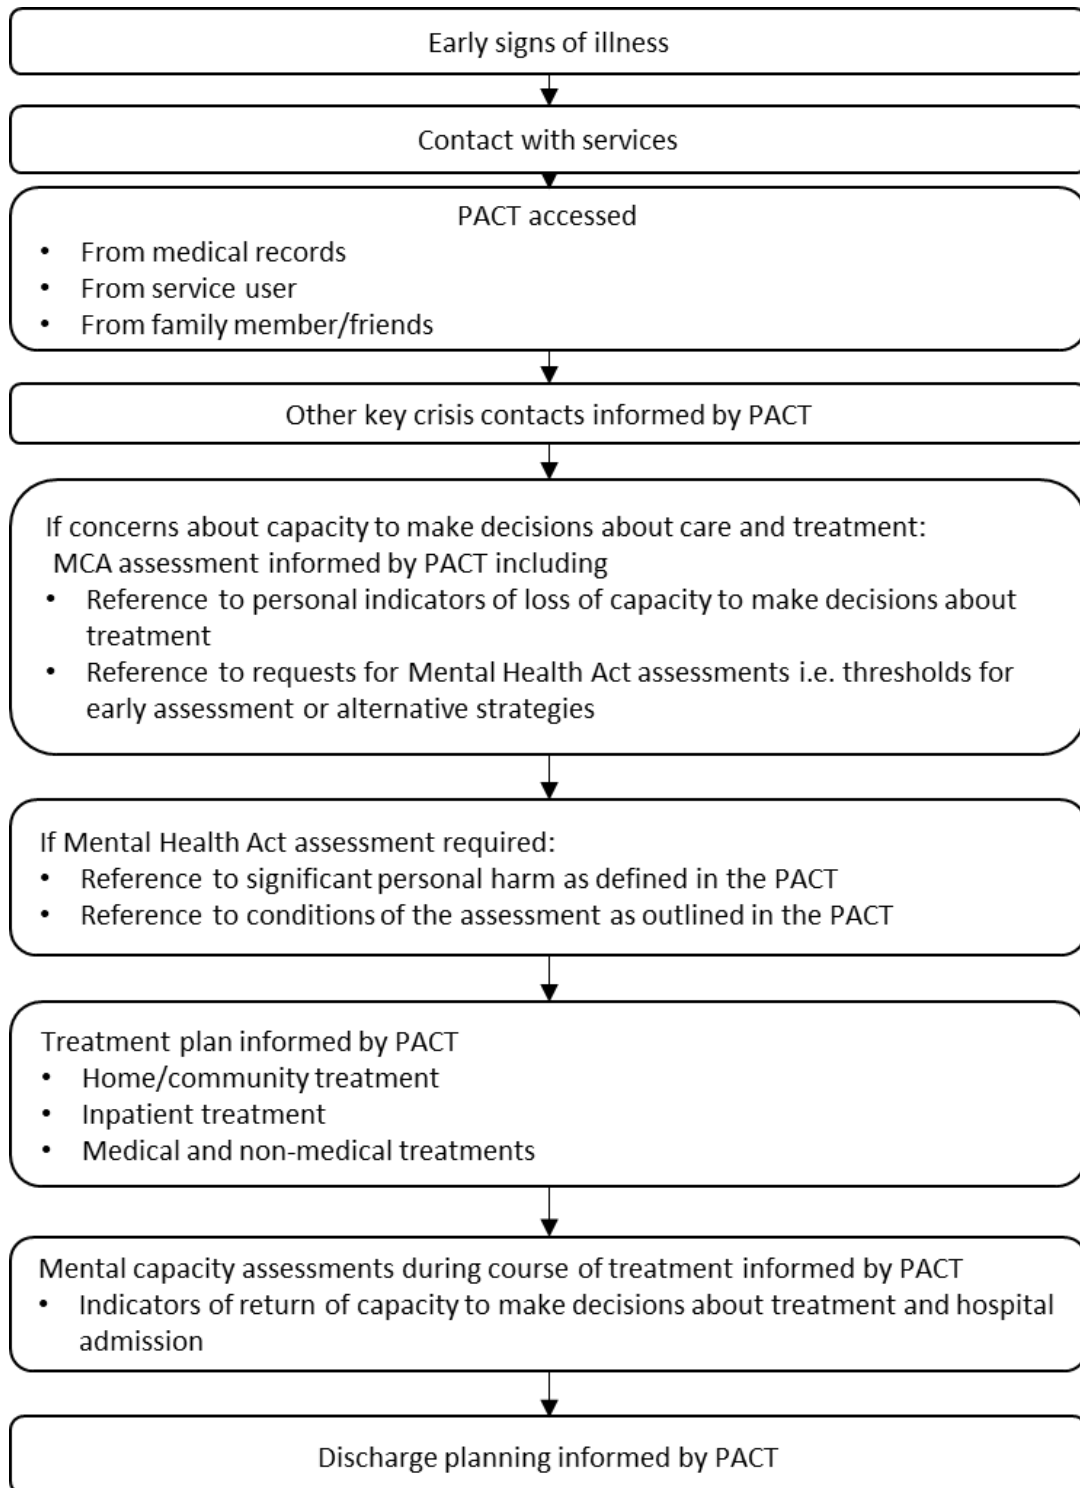 Early signs of illness
Contact with services
PACT accessed
• From medical records
• From service user
• From family member/friends
Other key crisis contacts informed by PACT
If concerns about capacity to make decisions about care and treatment:
MCA assessment informed by PACT including
• Reference to personal indicators of loss of capacity to make decisions about
treatment
• Reference to requests for Mental Health Act assessments i.e. thresholds for
early assessment or alternative strategies
If Mental Health Act assessment required:
• Reference to significant personal harm as defined in the PACT
• Reference to conditions of the assessment as outlined in the PACT
Treatment plan informed by PACT
• Home/community treatment
• Inpatient treatment
• Medical and non-medical treatments
Mental capacity assessments during course of treatment informed by PACT
• Indicators of return of capacity to make decisions about treatment and hospital
admission
Discharge planning informed by PACT